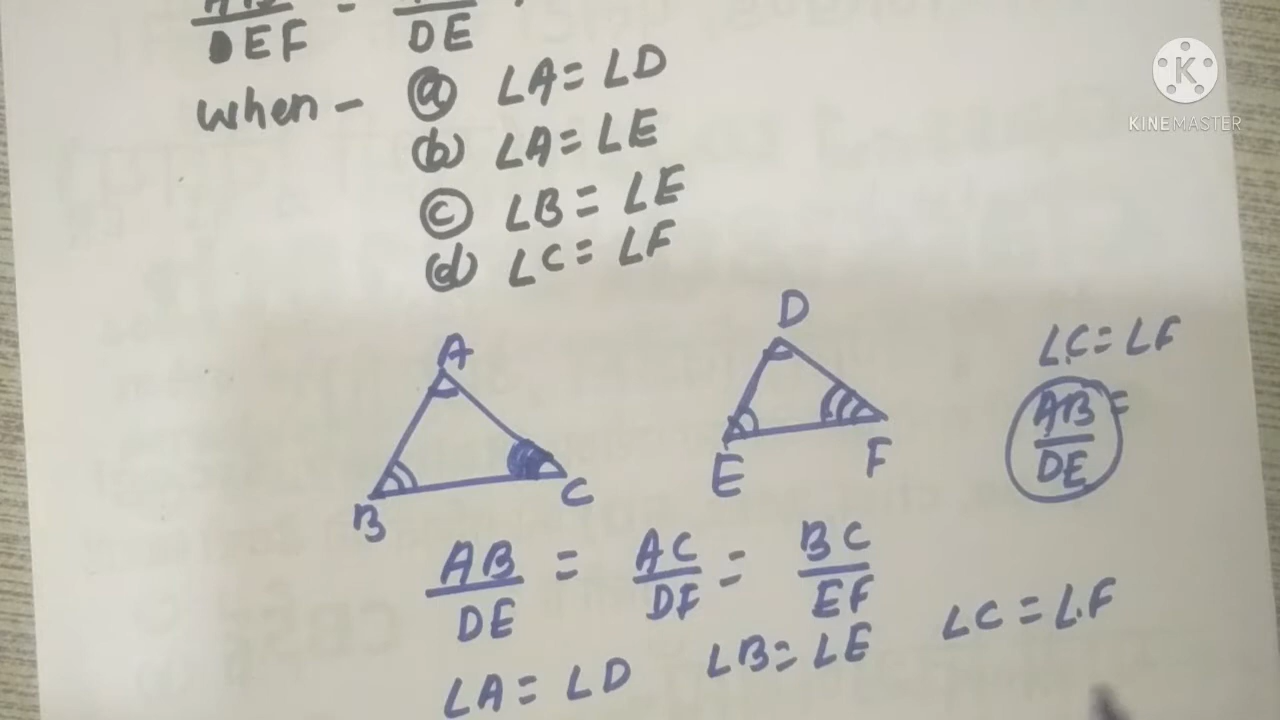 DEF DE
when - (a) ∠A = ∠D
(b) ∠A = ∠E
(c) ∠B = ∠E
(d) ∠C = ∠F
KINEMASTER
K
A
B
C
D
E
F
∠C = ∠F
AB/DE =
AB/DE = AC/DF = BC/EF
∠A = ∠D ∠B = ∠E ∠C = ∠F